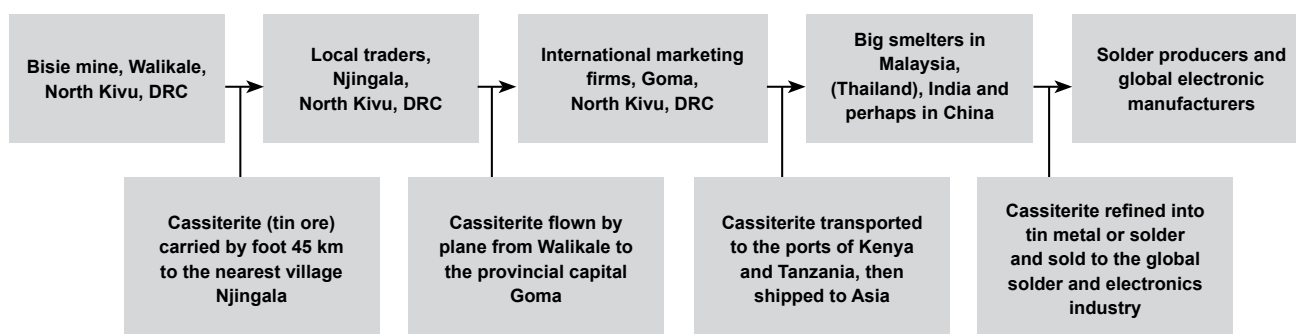 Bisie mine, Walikale,
North Kivu, DRC
Local traders,
Njingala,
North Kivu, DRC
International marketing
firms, Goma,
North Kivu, DRC
Big smelters in
Malaysia,
(Thailand), India and
perhaps in China
Solder producers and
global electronic
manufacturers
Cassiterite (tin ore)
carried by foot 45 km
to the nearest village
Njingala
Cassiterite flown by
plane from Walikale to
the provincial capital
Goma
Cassiterite transported
to the ports of Kenya
and Tanzania, then
shipped to Asia
Cassiterite refined into
tin metal or solder
and sold to the global
solder and electronics
industry